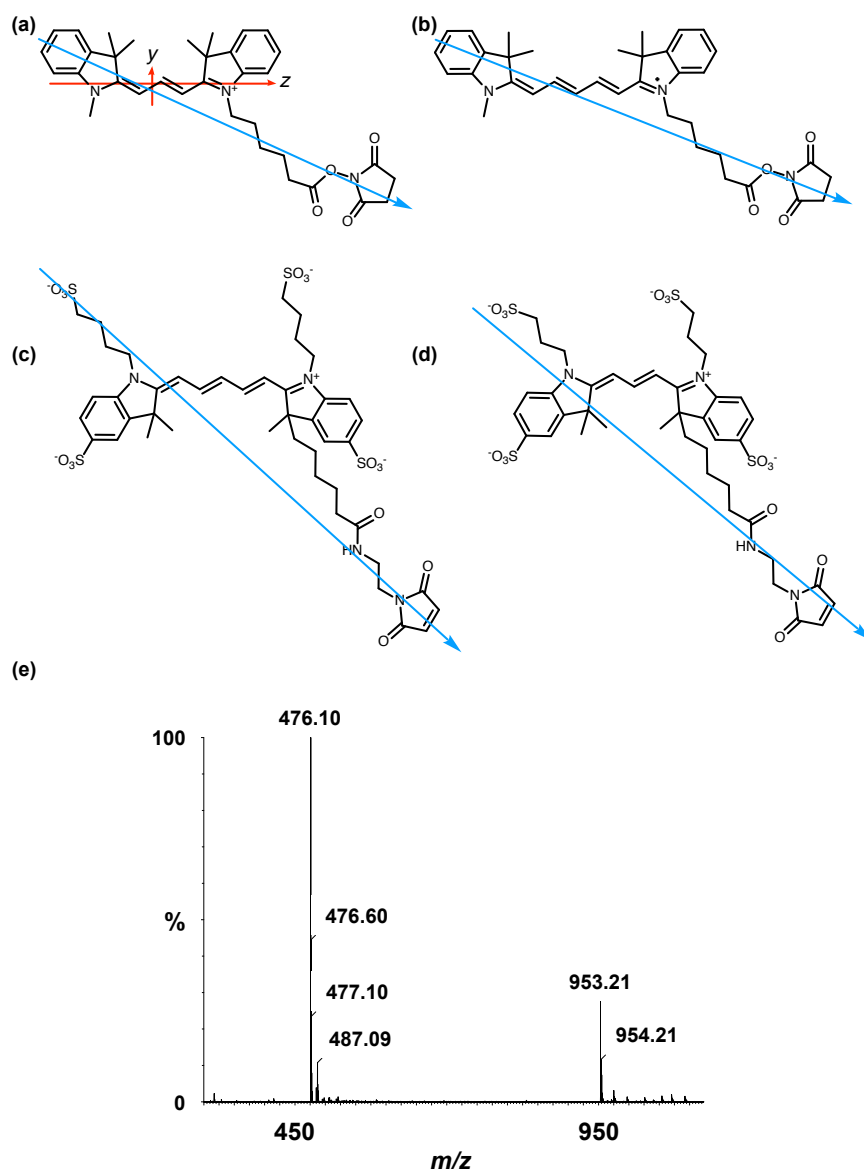 (a)
y
z
N
N+
O
O
N
O
O
(b)
N
N•
O
O
N
O
O
(c)
-O3S
SO3-
N
N+
-O3S
SO3-
O
HN
O
N
O
(d)
-O3S
SO3-
N
N+
-O3S
SO3-
O
HN
O
N
O
(e)
476.10
100
%
476.60
477.10
487.09
953.21
954.21
0
450
950
m/z